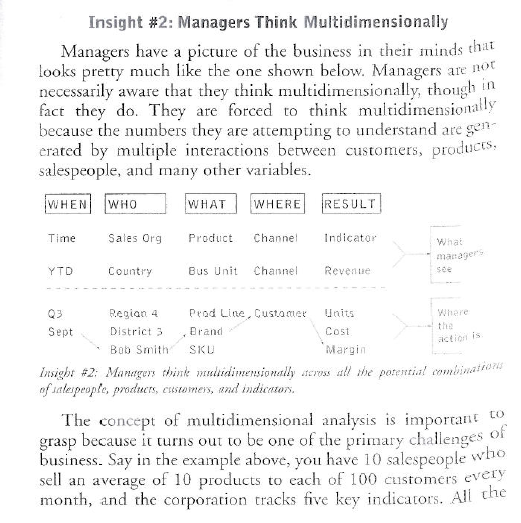 Insight #2: Managers Think Multidimensionally
Managers have a picture of the business in their minds that
looks pretty much like the one shown below. Managers are not
necessarily aware that they think multidimensionally, though in
fact they do. They are forced to think multidimensionally
because the numbers they are attempting to understand are gen-
erated by multiple interactions between customers, products,
salespeople, and many other variables.
WHEN WHO WHAT WHERE RESULT
Time Sales Org Product Channel Indicator
YTD Country Bus Unit Channel Revenue
What
managers
see
Q3 Region 4 Prod Line Customer Units
Sept District 3 Brand Cost
Bob Smith SKU Margin
Where
the
action is
Insight #2: Managers think multidimensionally across all the potential combinations
of salespeople, products, customers, and indicators.
The concept of multidimensional analysis is important to
grasp because it turns out to be one of the primary challenges of
business. Say in the example above, you have 10 salespeople who
sell an average of 10 products to each of 100 customers every
month, and the corporation tracks five key indicators. All the